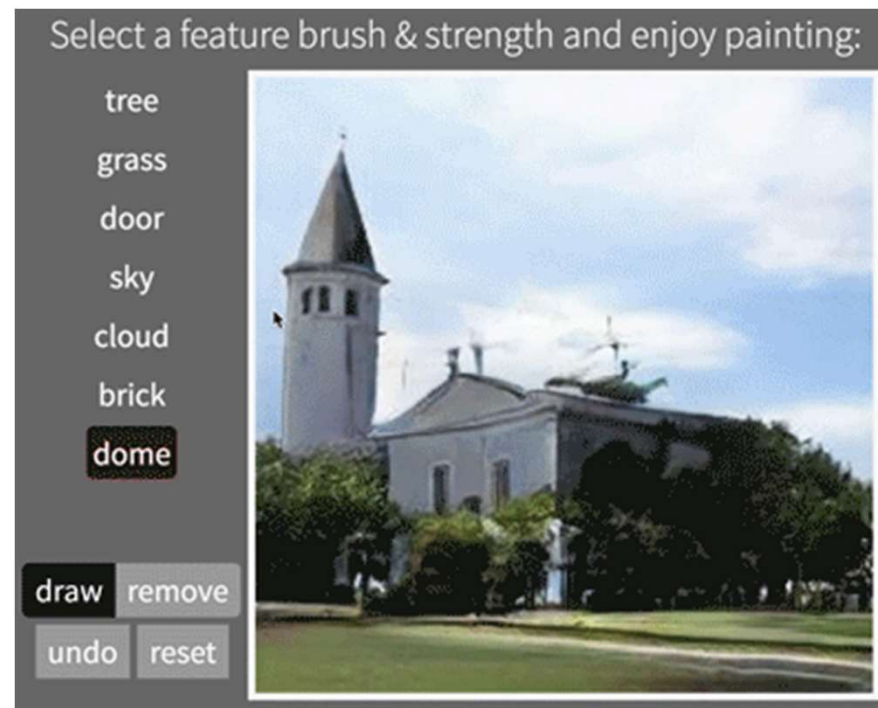 Select a feature brush & strength and enjoy painting:
tree
grass
door
sky
cloud
brick
dome
draw remove
undo reset